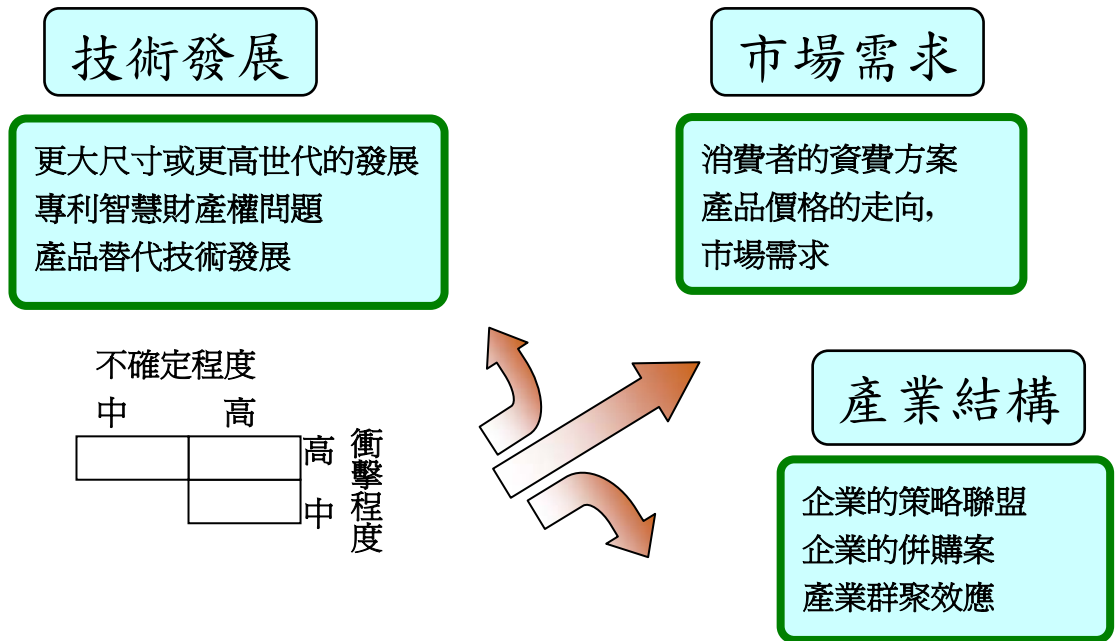 技術發展
更大尺寸或更高世代的發展
專利智慧財產權問題
產品替代技術發展
市場需求
消費者的資費方案
產品價格的走向,
市場需求
不確定程度
中 高
高
中
衝擊程度
產業結構
企業的策略聯盟
企業的併購案
產業群聚效應